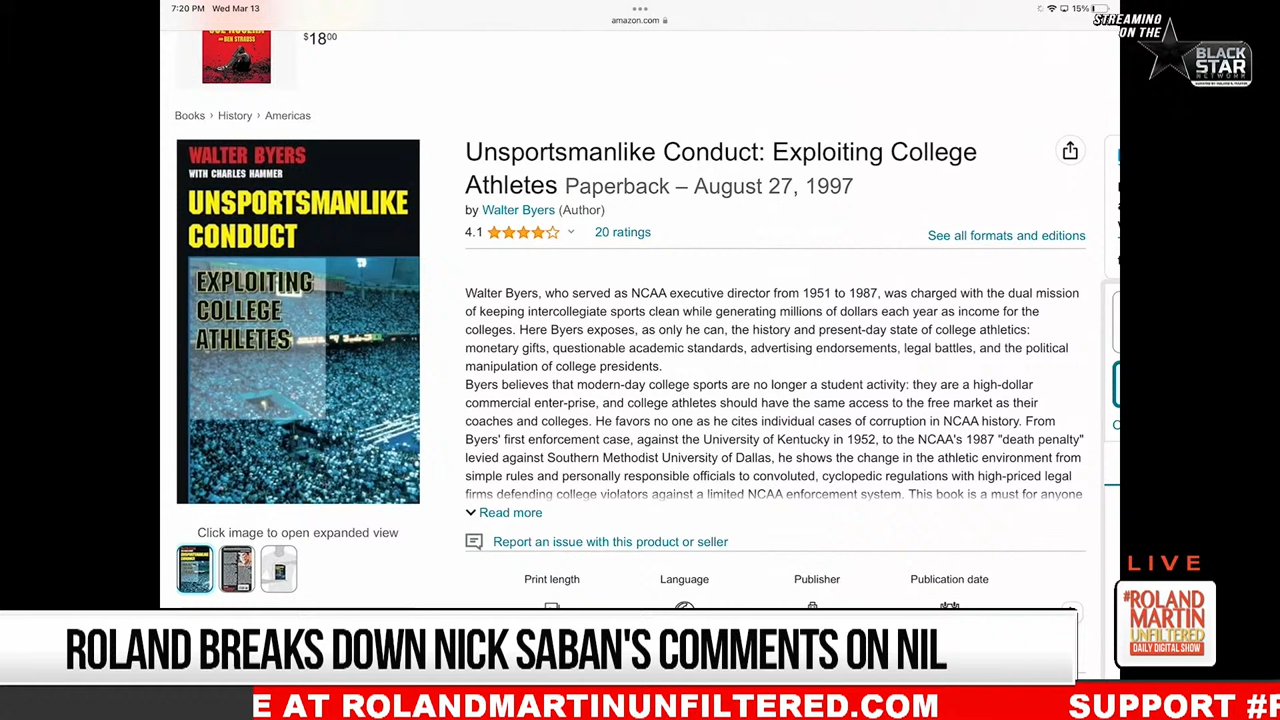 7:20 PM Wed Mar 13
amazon.com
15%
STREAMING
ON THE
BLACK
STAR
NETWORK
BEN STRAUSS
$18⁰⁰
Books › History › Americas
WALTER BYERS
WITH CHARLES HAMMER
UNSPORTSMANLIKE
CONDUCT
EXPLOITING
COLLEGE
ATHLETES
Click image to open expanded view
Unsportsmanlike Conduct: Exploiting College
Athletes Paperback – August 27, 1997
by Walter Byers (Author)
4.1 20 ratings
See all formats and editions
Walter Byers, who served as NCAA executive director from 1951 to 1987, was charged with the dual mission
of keeping intercollegiate sports clean while generating millions of dollars each year as income for the
colleges. Here Byers exposes, as only he can, the history and present-day state of college athletics:
monetary gifts, questionable academic standards, advertising endorsements, legal battles, and the political
manipulation of college presidents.
Byers believes that modern-day college sports are no longer a student activity: they are a high-dollar
commercial enter-prise, and college athletes should have the same access to the free market as their
coaches and colleges. He favors no one as he cites individual cases of corruption in NCAA history. From
Byers' first enforcement case, against the University of Kentucky in 1952, to the NCAA's 1987 "death penalty"
levied against Southern Methodist University of Dallas, he shows the change in the athletic environment from
simple rules and personally responsible officials to convoluted, cyclopedic regulations with high-priced legal
firms defending college violators against a limited NCAA enforcement system. This book is a must for anyone
Read more
Report an issue with this product or seller
Print length
Language
Publisher
Publication date
LIVE
#ROLAND
MARTIN
UNFILTERED
DAILY DIGITAL SHOW
ROLAND BREAKS DOWN NICK SABAN'S COMMENTS ON NIL
E AT ROLANDMARTINUNFILTERED.COM SUPPORT #R